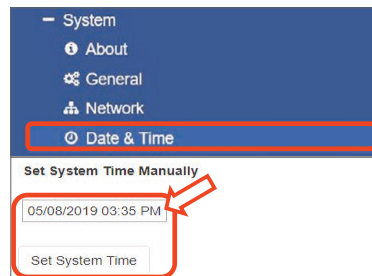 System
About
General
Network
Date & Time
Set System Time Manually
05/08/2019 03:35 PM
Set System Time